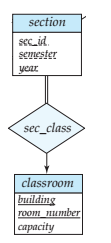 section
sec_id
semester
year
sec_class
classroom
building
room_number
capacity